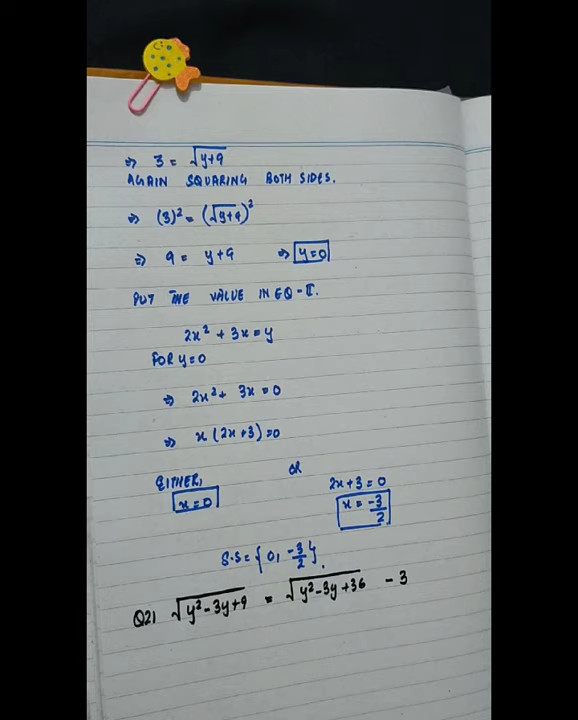 ⇒ 3 = √y+9
AGAIN SQUARING BOTH SIDES.
⇒ (3)² = (√y+9)²
⇒ 9 = y+9 ⇒ y=0
PUT THE VALUE IN EQ-I.
2x² + 3x = y
FOR y=0
⇒ 2x² + 3x = 0
⇒ x(2x+3)=0
EITHER, OR
x=0
2x+3=0
x = -3/2
S.S = {0, -3/2}.
Q2) √y²-3y+9 = √y²-3y+36 - 3